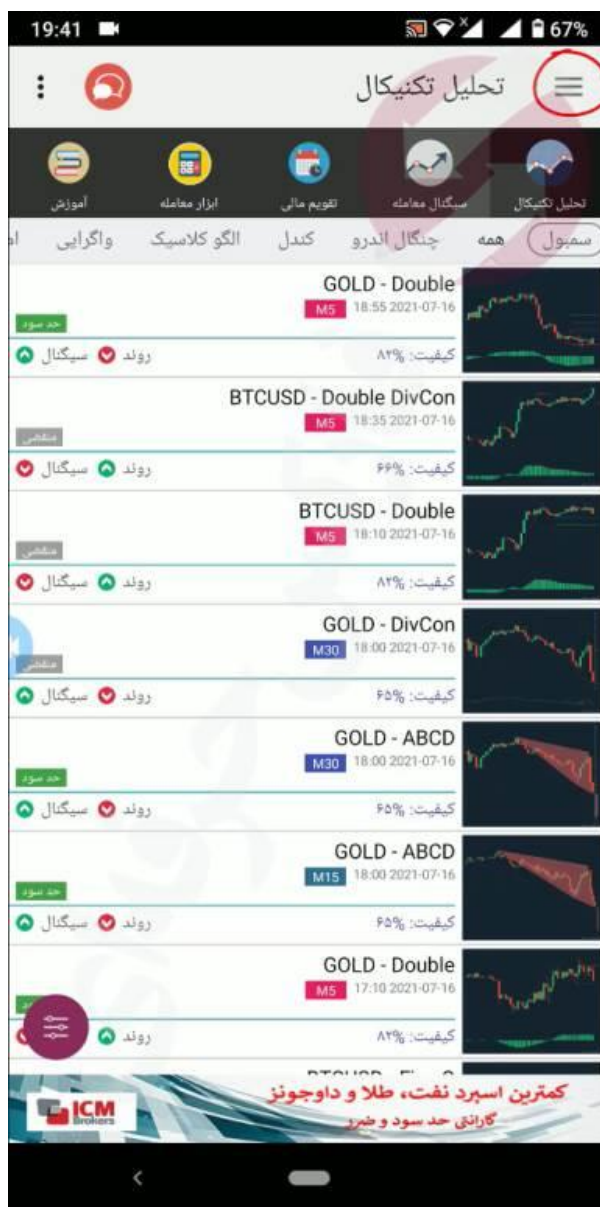 19:41 67%
تحلیل تکنیکال
تحلیل تکنیکال سیگنال معامله تقویم مالی ابزار معامله آموزش
سمبول همه چنگال اندرو کندل الگو کلاسیک واگرایی
GOLD - Double
M5 18:55 2021-07-16
حد سود
کیفیت: ۸۲% روند سیگنال
BTCUSD - Double DivCon
M5 18:35 2021-07-16
منقضی
کیفیت: ۶۶% روند سیگنال
BTCUSD - Double
M5 18:10 2021-07-16
منقضی
کیفیت: ۸۲% روند سیگنال
GOLD - DivCon
M30 18:00 2021-07-16
منقضی
کیفیت: ۶۵% روند سیگنال
GOLD - ABCD
M30 18:00 2021-07-16
حد سود
کیفیت: ۶۵% روند سیگنال
GOLD - ABCD
M15 18:00 2021-07-16
حد سود
کیفیت: ۶۵% روند سیگنال
GOLD - Double
M5 17:10 2021-07-16
کیفیت: ۸۲% روند
کمترین اسپرد نفت، طلا و داوجونز
گارانتی حد سود و ضرر
ICM
Brokers